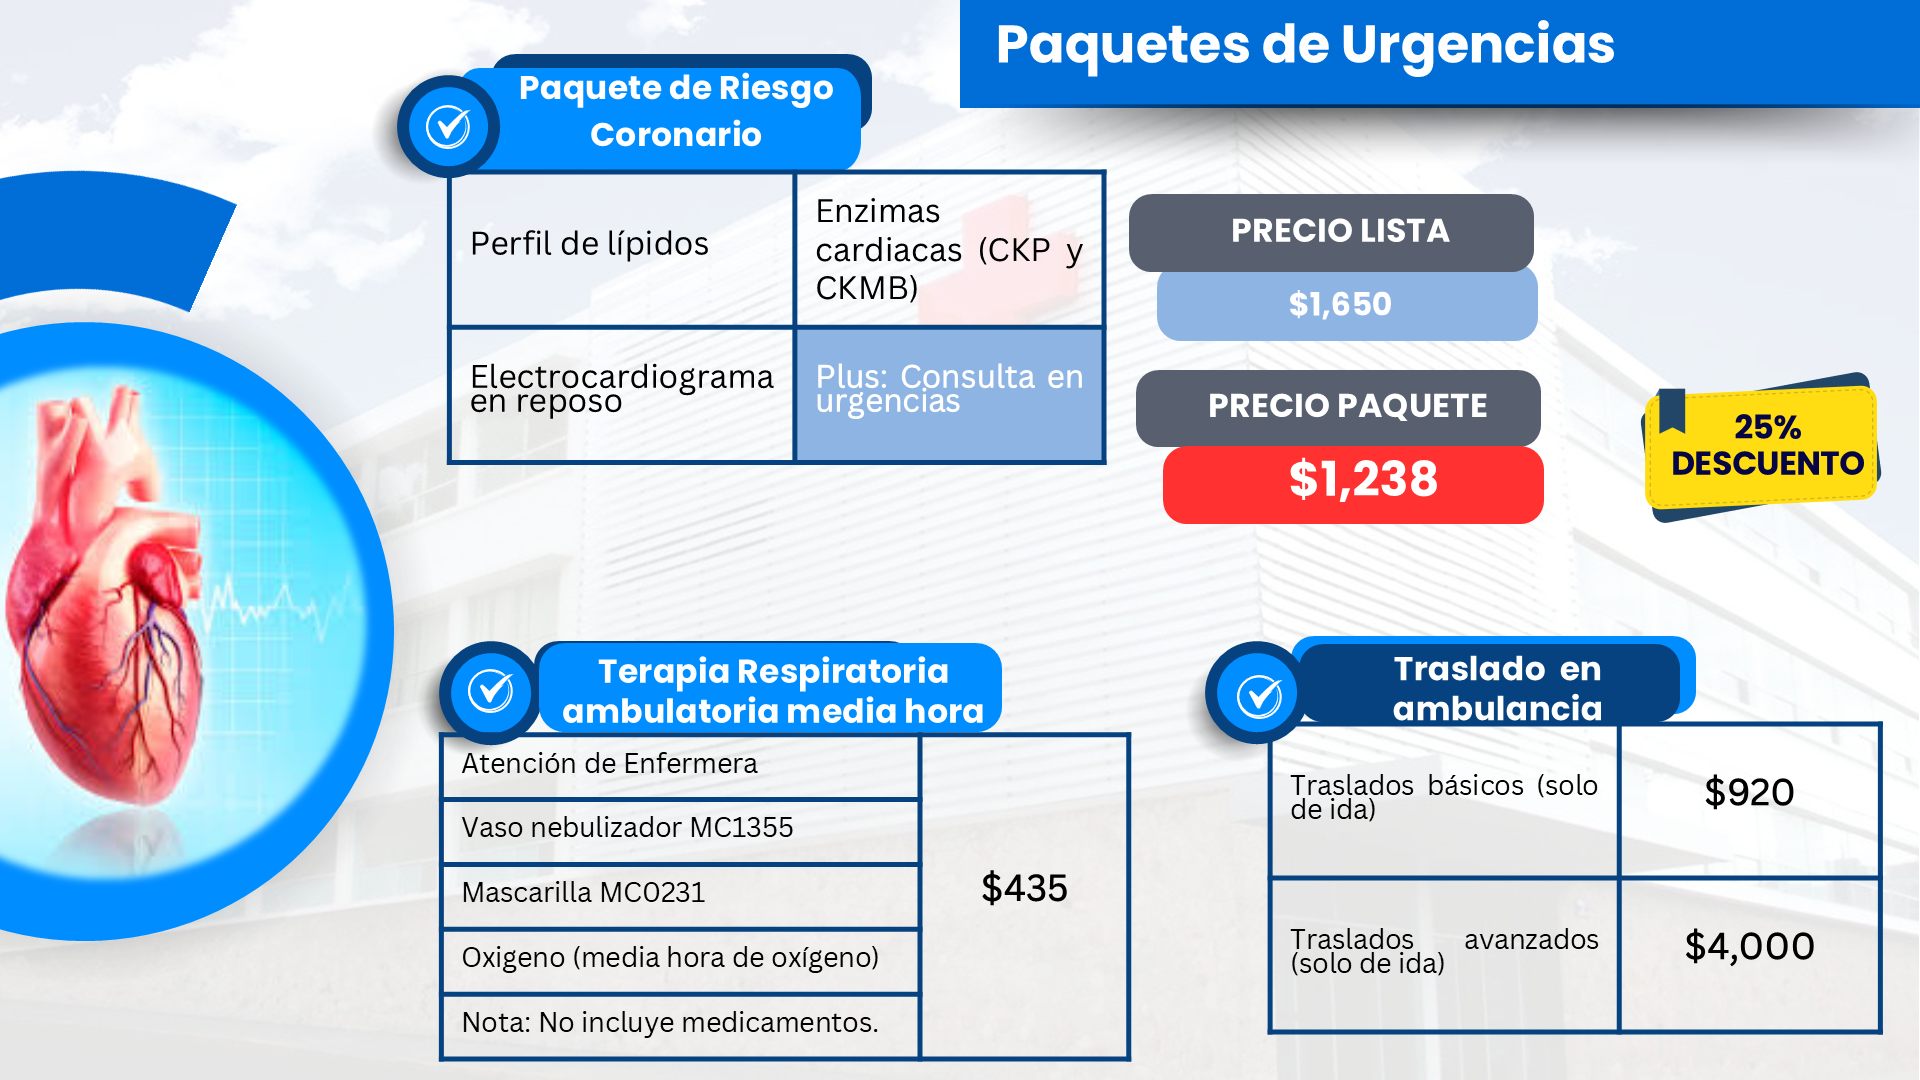 Paquetes de Urgencias
Paquete de Riesgo
Coronario
Perfil de lípidos
Enzimas
cardiacas (CKP y
CKMB)
Electrocardiograma
en reposo
Plus: Consulta en
urgencias
PRECIO LISTA
$1,650
PRECIO PAQUETE
$1,238
25%
DESCUENTO
Terapia Respiratoria
ambulatoria media hora
Atención de Enfermera
Vaso nebulizador MC1355
Mascarilla MC0231
Oxigeno (media hora de oxígeno)
Nota: No incluye medicamentos.
$435
Traslado en
ambulancia
Traslados básicos (solo
de ida)
$920
Traslados avanzados
(solo de ida)
$4,000